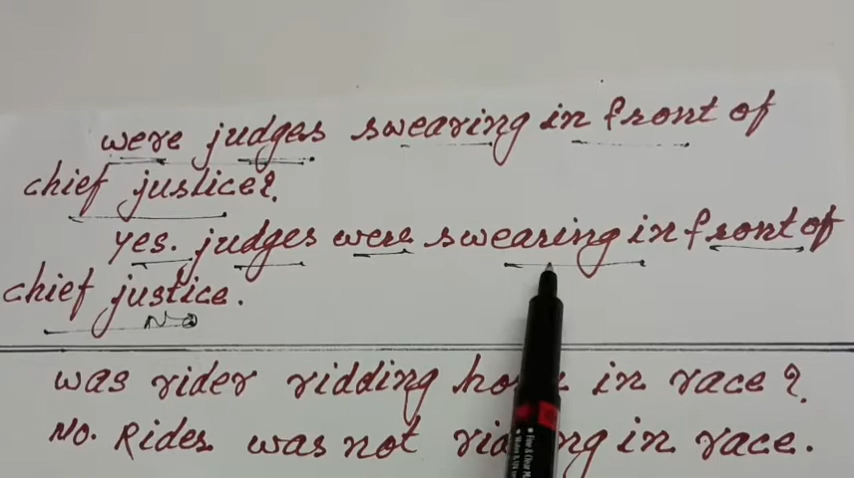 were judges swearing in front of
chief justice?
yes. judges were swearing in front of
chief justice.
No
was rider ridding in race?
No. Rides was not in race.